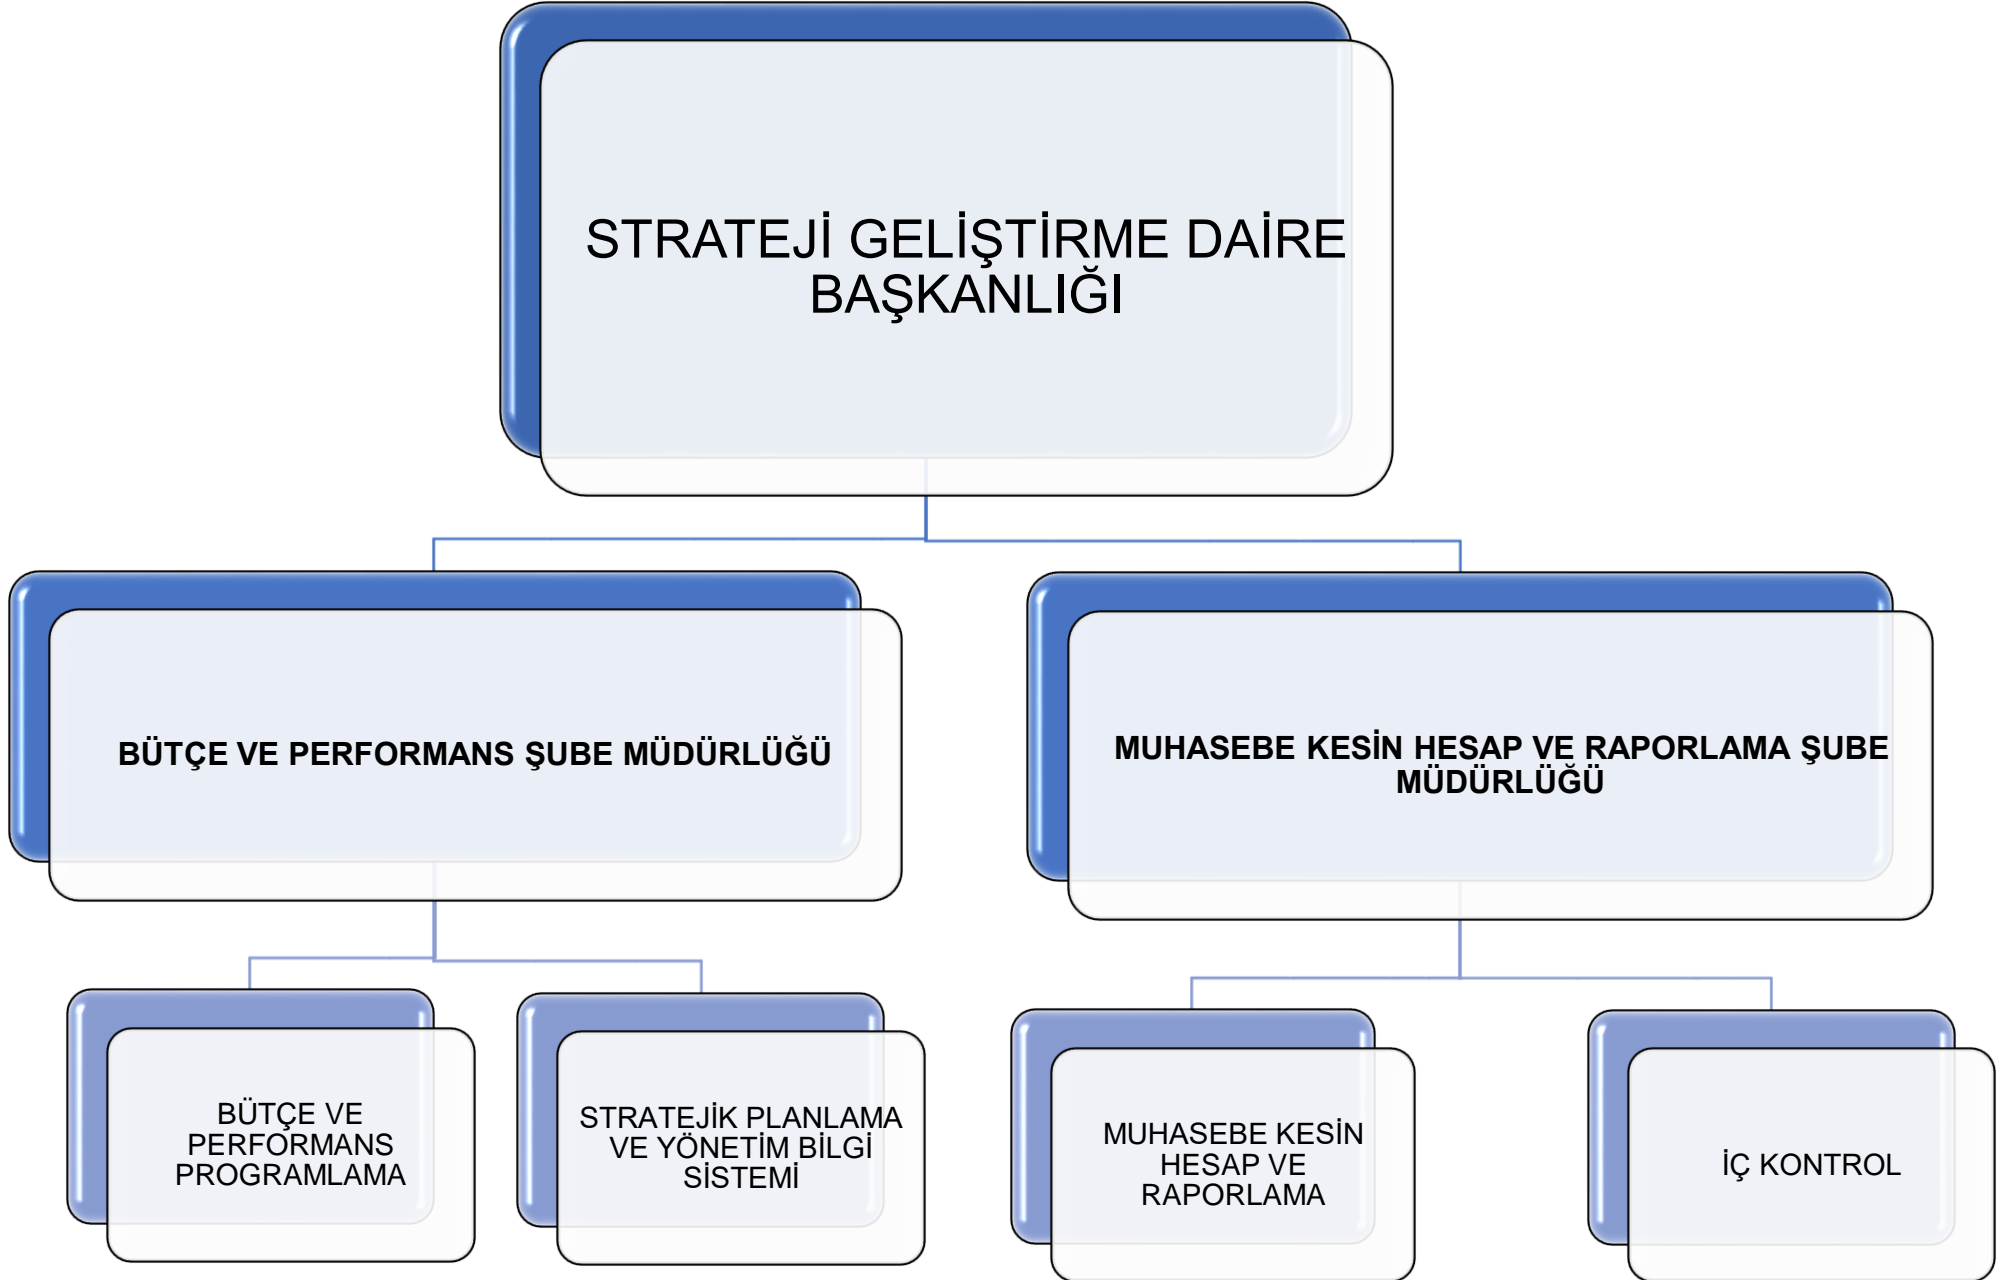 STRATEJİ GELİŞTİRME DAİRE
BAŞKANLIĞI
BÜTÇE VE PERFORMANS ŞUBE MÜDÜRLÜĞÜ
MUHASEBE KESİN HESAP VE RAPORLAMA ŞUBE
MÜDÜRLÜĞÜ
BÜTÇE VE
PERFORMANS
PROGRAMLAMA
STRATEJİK PLANLAMA
VE YÖNETİM BİLGİ
SİSTEMİ
MUHASEBE KESİN
HESAP VE
RAPORLAMA
İÇ KONTROL